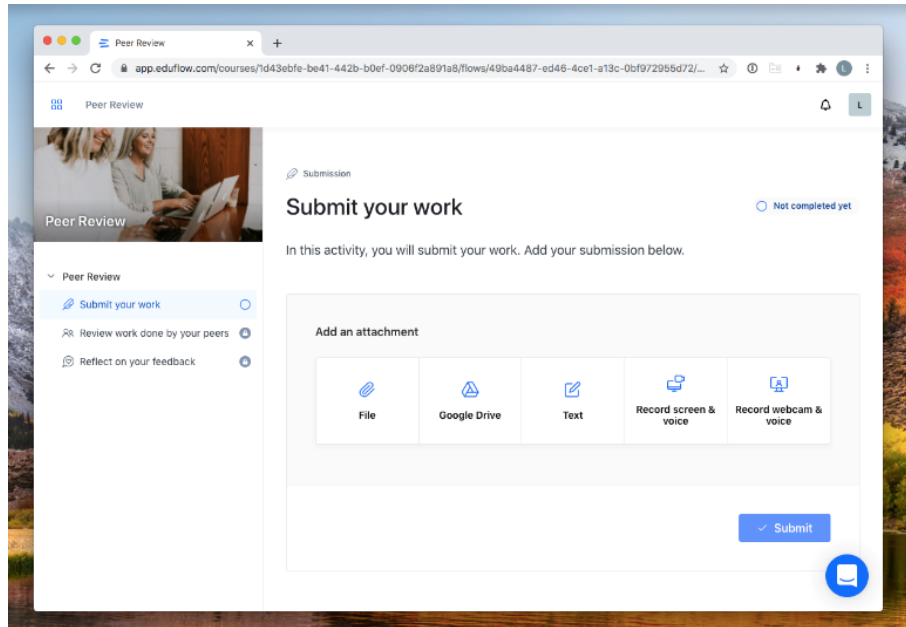 Peer Review
app.eduflow.com/courses/1d43ebfe-be41-442b-b0ef-0906f2a891a8/flows/49ba4487-ed46-4ce1-a13c-0bf972955d72/...
L
Peer Review
L
Peer Review
Peer Review
Submit your work
Review work done by your peers
Reflect on your feedback
Submission
Submit your work
Not completed yet
In this activity, you will submit your work. Add your submission below.
Add an attachment
File
Google Drive
Text
Record screen &
voice
Record webcam &
voice
Submit